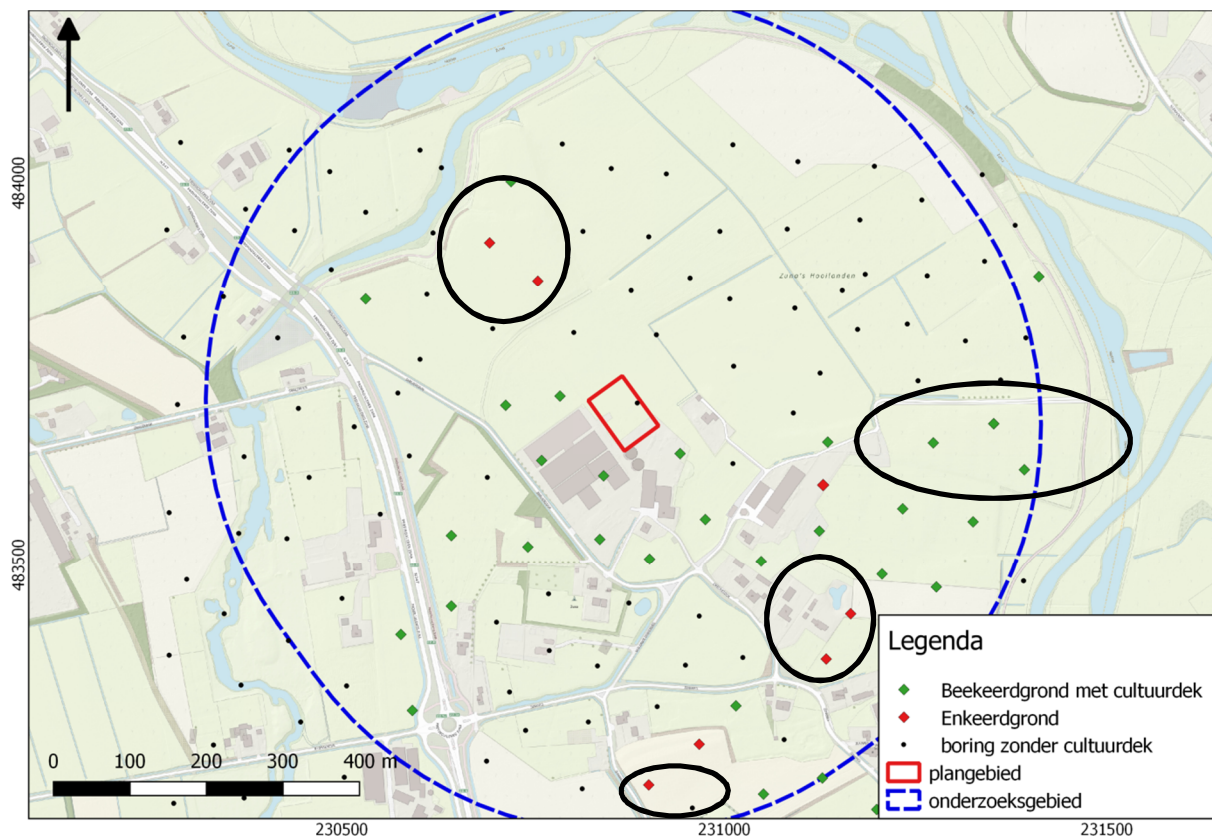 484000
Zuna's Hooilanden
483500
Legenda
Beekeerdgrond met cultuurdek
Enkeerdgrond
boring zonder cultuurdek
plangebied
onderzoeksgebied
0 100 200 300 400 m
230500 231000 231500